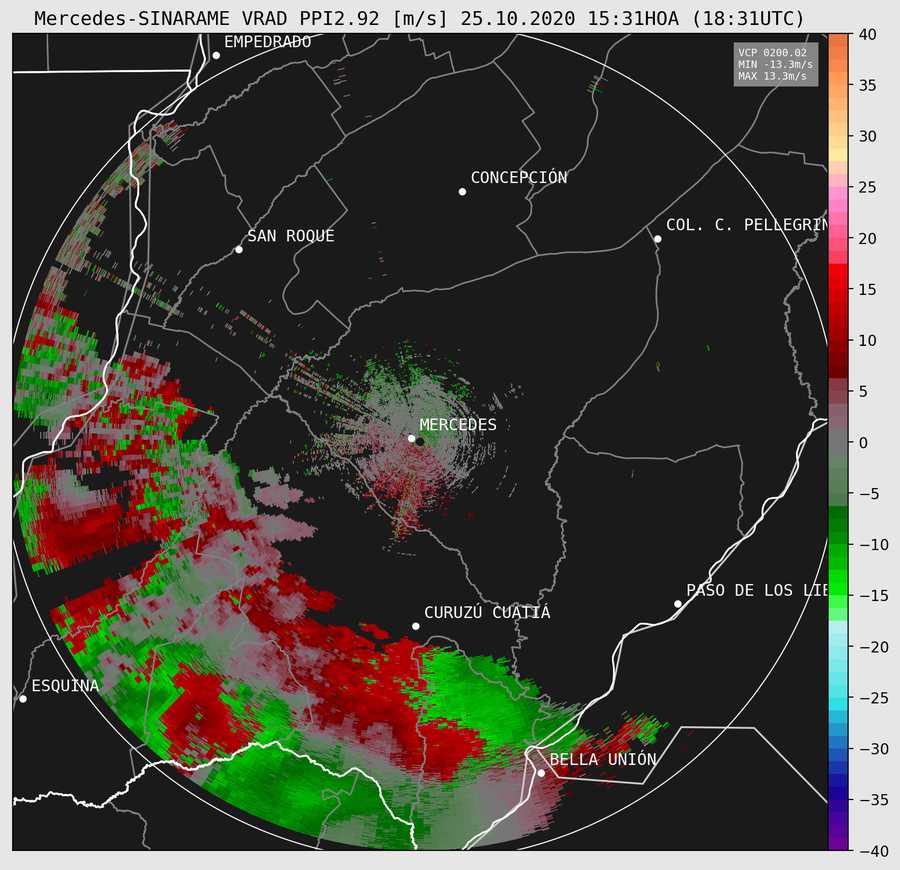 Mercedes-SINARAME VRAD PPI2.92 [m/s] 25.10.2020 15:31HOA (18:31UTC)
VCP 0200.02
MIN -13.3m/s
MAX 13.3m/s
EMPEDRADO
CONCEPCIÓN
SAN ROQUE
COL. C. PELLEGRIN
MERCEDES
PASO DE LOS LIE
CURUZÚ CUATIÁ
ESQUINA
BELLA UNIÓN
40
35
30
25
20
15
10
5
0
−5
−10
−15
−20
−25
−30
−35
−40